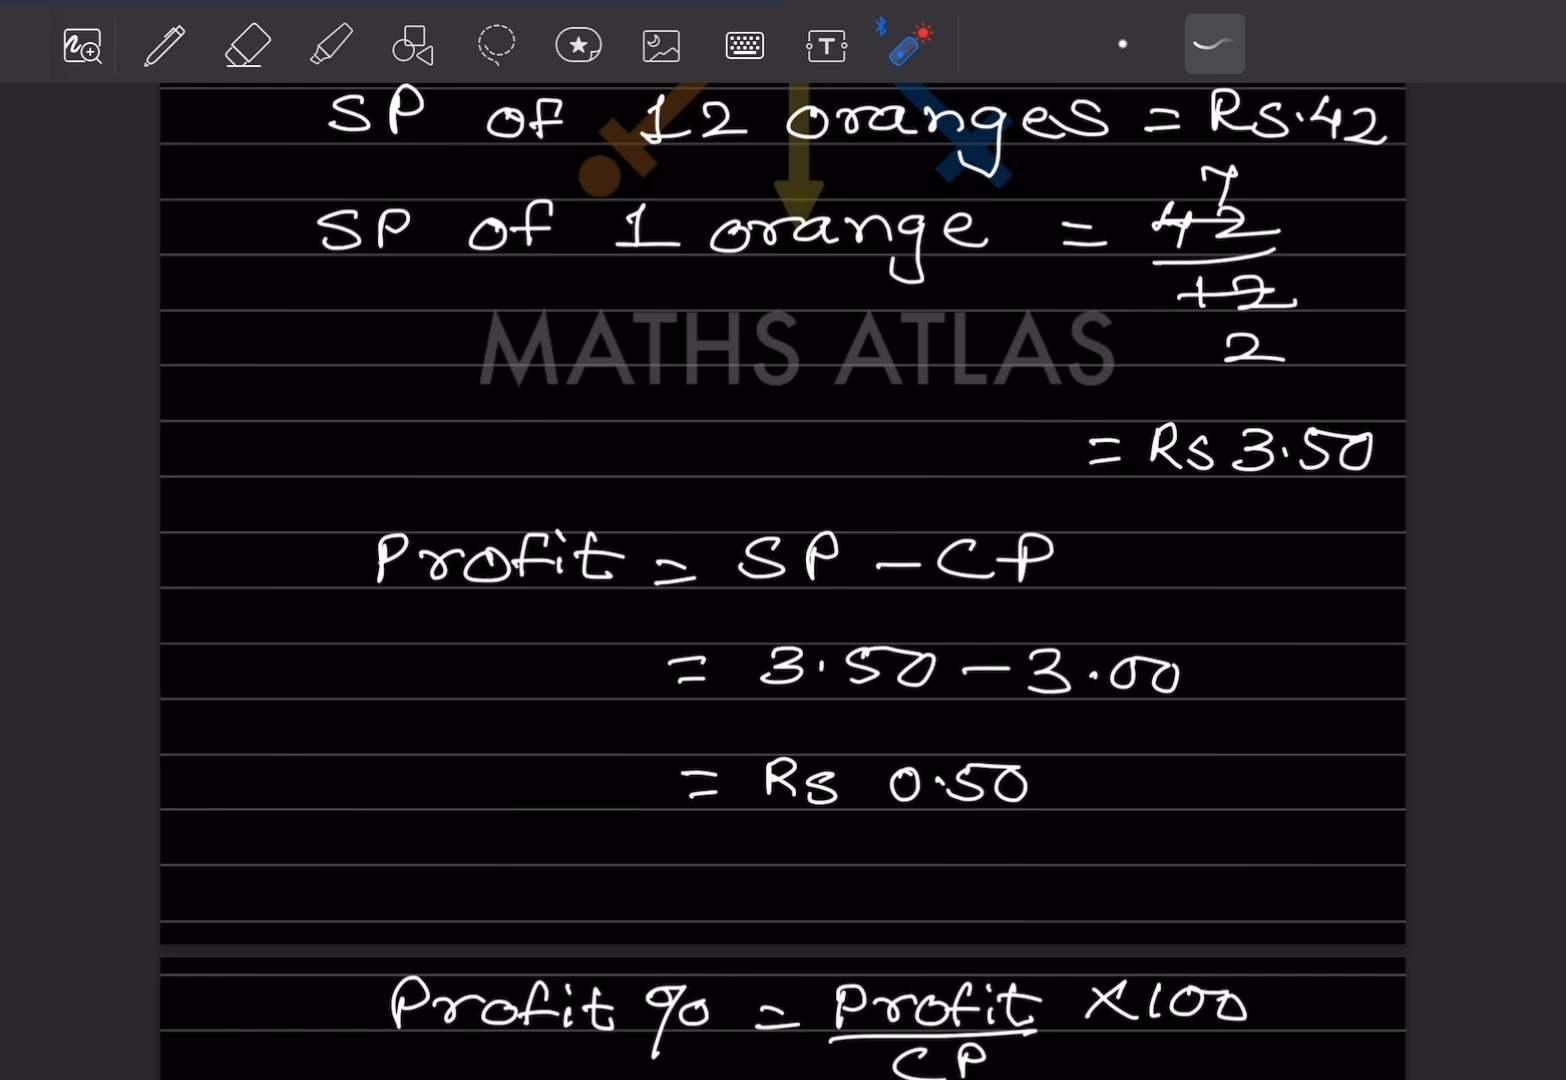 SP of 12 oranges = Rs.42
SP of 1 orange = 42/12
7
2
MATHS ATLAS
= Rs 3.50
Profit = SP - CP
= 3.50 - 3.00
= Rs 0.50
Profit % = Profit/CP × 100